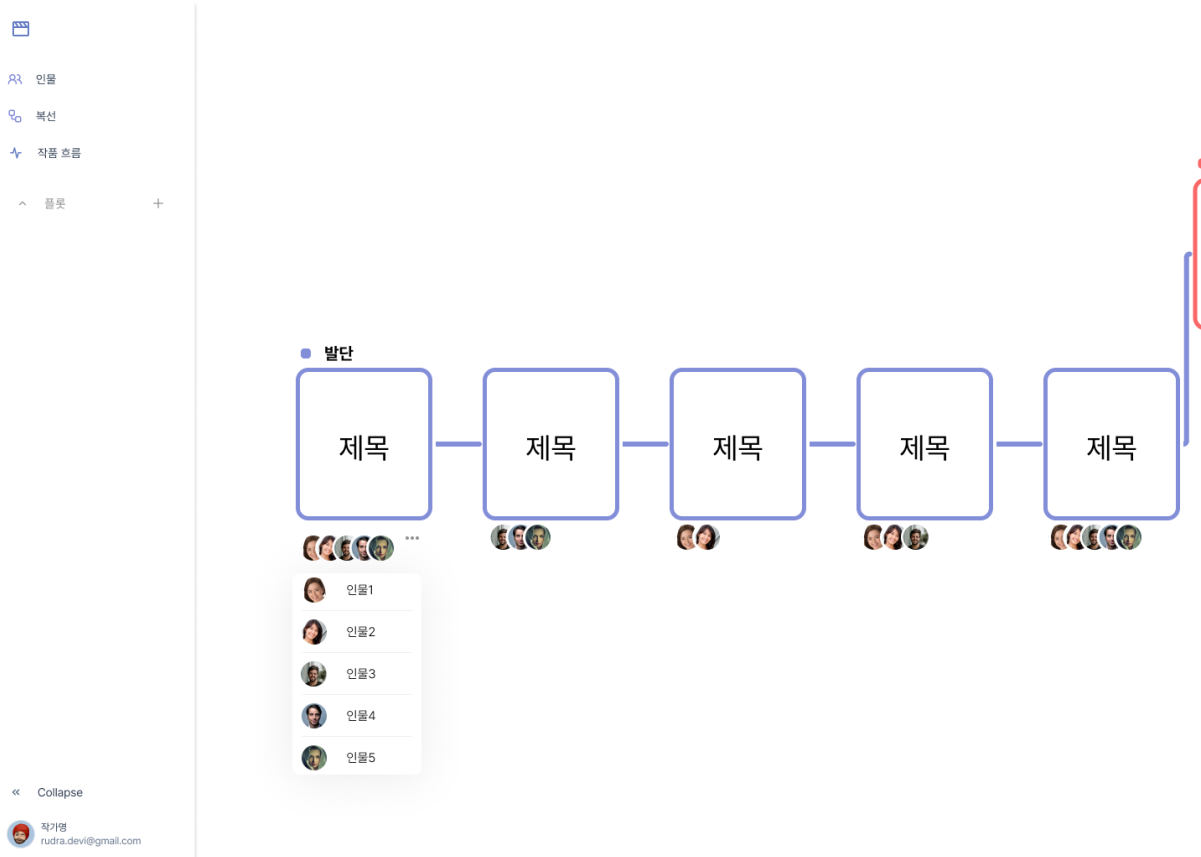 인물
복선
작품 흐름
플롯
발단
제목
제목
제목
제목
제목
인물1
인물2
인물3
인물4
인물5
Collapse
작가명
rudra.devi@gmail.com